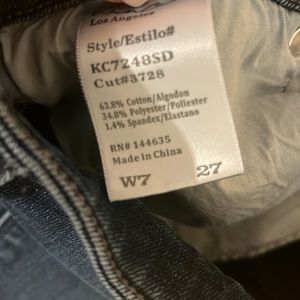 Los Angeles
Style/Estilo#
KC7248SD
Cut#3728
63.8% Cotton/Algodon
34.8% Polyester/Poliester
1.4% Spandex/Elastano
RN# 144635
Made in China
W7 27